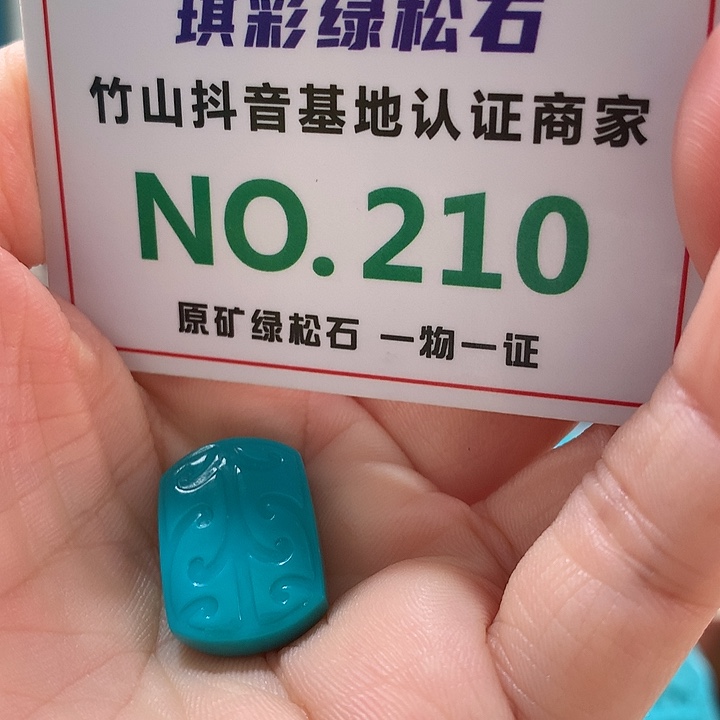 琪彩绿松石
竹山抖音基地认证商家
NO.210
原矿绿松石 一物一证